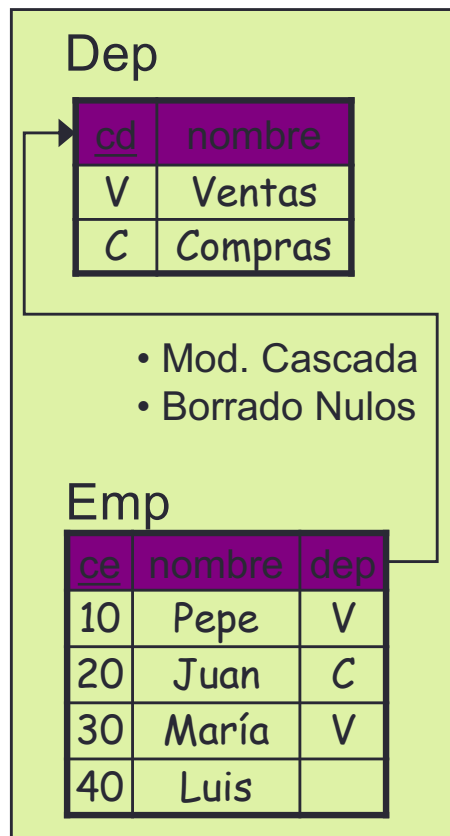 Dep
cd nombre
V Ventas
C Compras
• Mod. Cascada
• Borrado Nulos
Emp
ce nombre dep
10 Pepe V
20 Juan C
30 María V
40 Luis